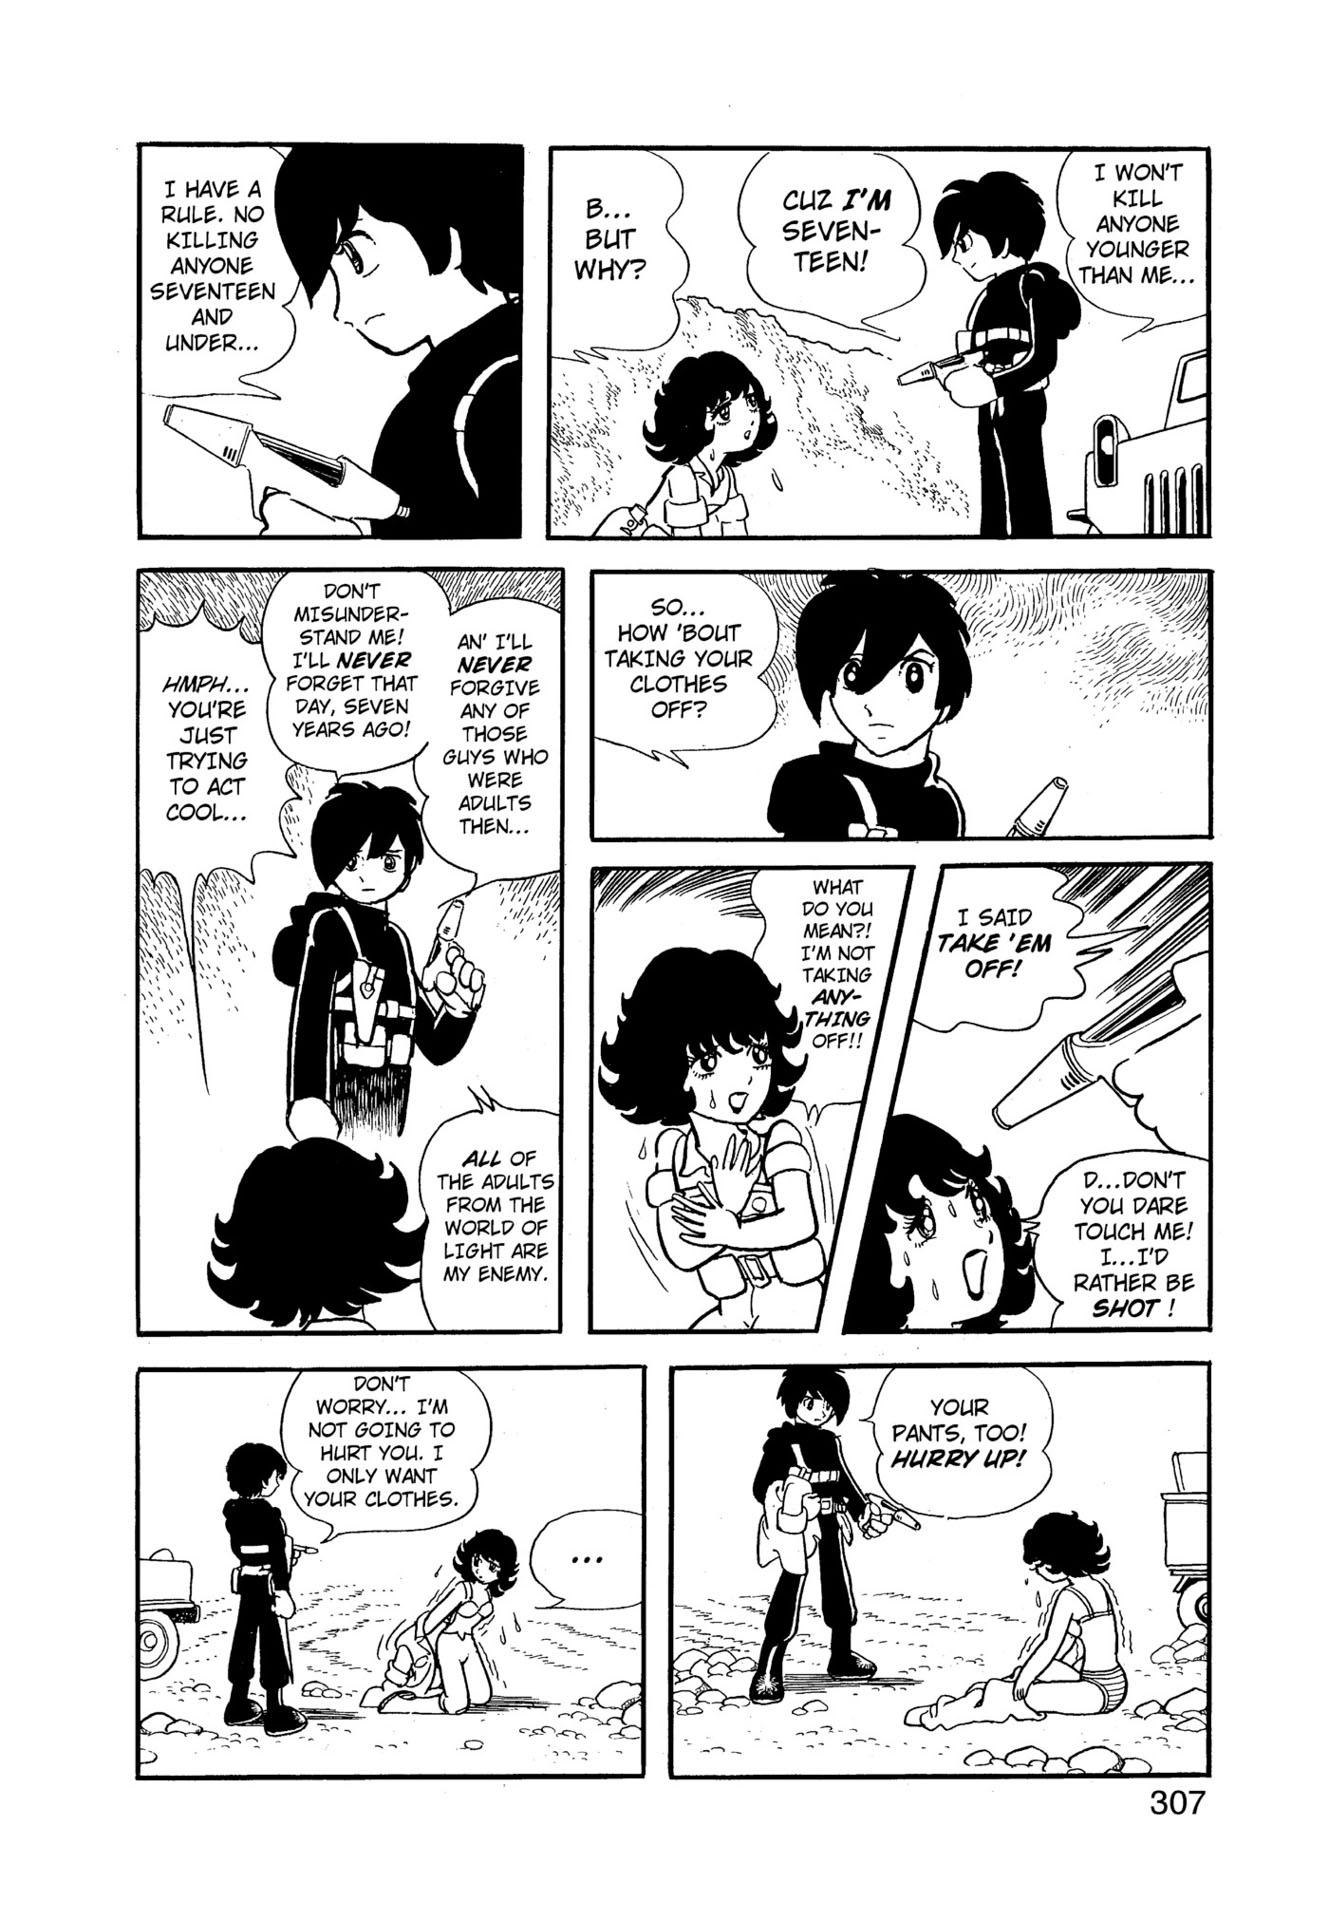 I HAVE A
RULE. NO
KILLING
ANYONE
SEVENTEEN
AND
UNDER...
I WON'T
KILL
ANYONE
YOUNGER
THAN ME...
B...
BUT
WHY?
CUZ I'M
SEVEN-
TEEN!
HMPH...
YOU'RE
JUST
TRYING
TO ACT
COOL...
DON'T
MISUNDER-
STAND ME!
I'LL NEVER
FORGET THAT
DAY, SEVEN
YEARS AGO!
AN' I'LL
NEVER
FORGIVE
ANY OF
THOSE
GUYS WHO
WERE
ADULTS
THEN...
ALL OF
THE ADULTS
FROM THE
WORLD OF
LIGHT ARE
MY ENEMY.
SO...
HOW 'BOUT
TAKING YOUR
CLOTHES
OFF?
WHAT
DO YOU
MEAN?!
I'M NOT
TAKING
ANY-
THING
OFF!!
I SAID
TAKE 'EM
OFF!
D...DON'T
YOU DARE
TOUCH ME!
I...I'D
RATHER BE
SHOT!
DON'T
WORRY... I'M
NOT GOING TO
HURT YOU. I
ONLY WANT
YOUR CLOTHES.
...
YOUR
PANTS, TOO!
HURRY UP!
307